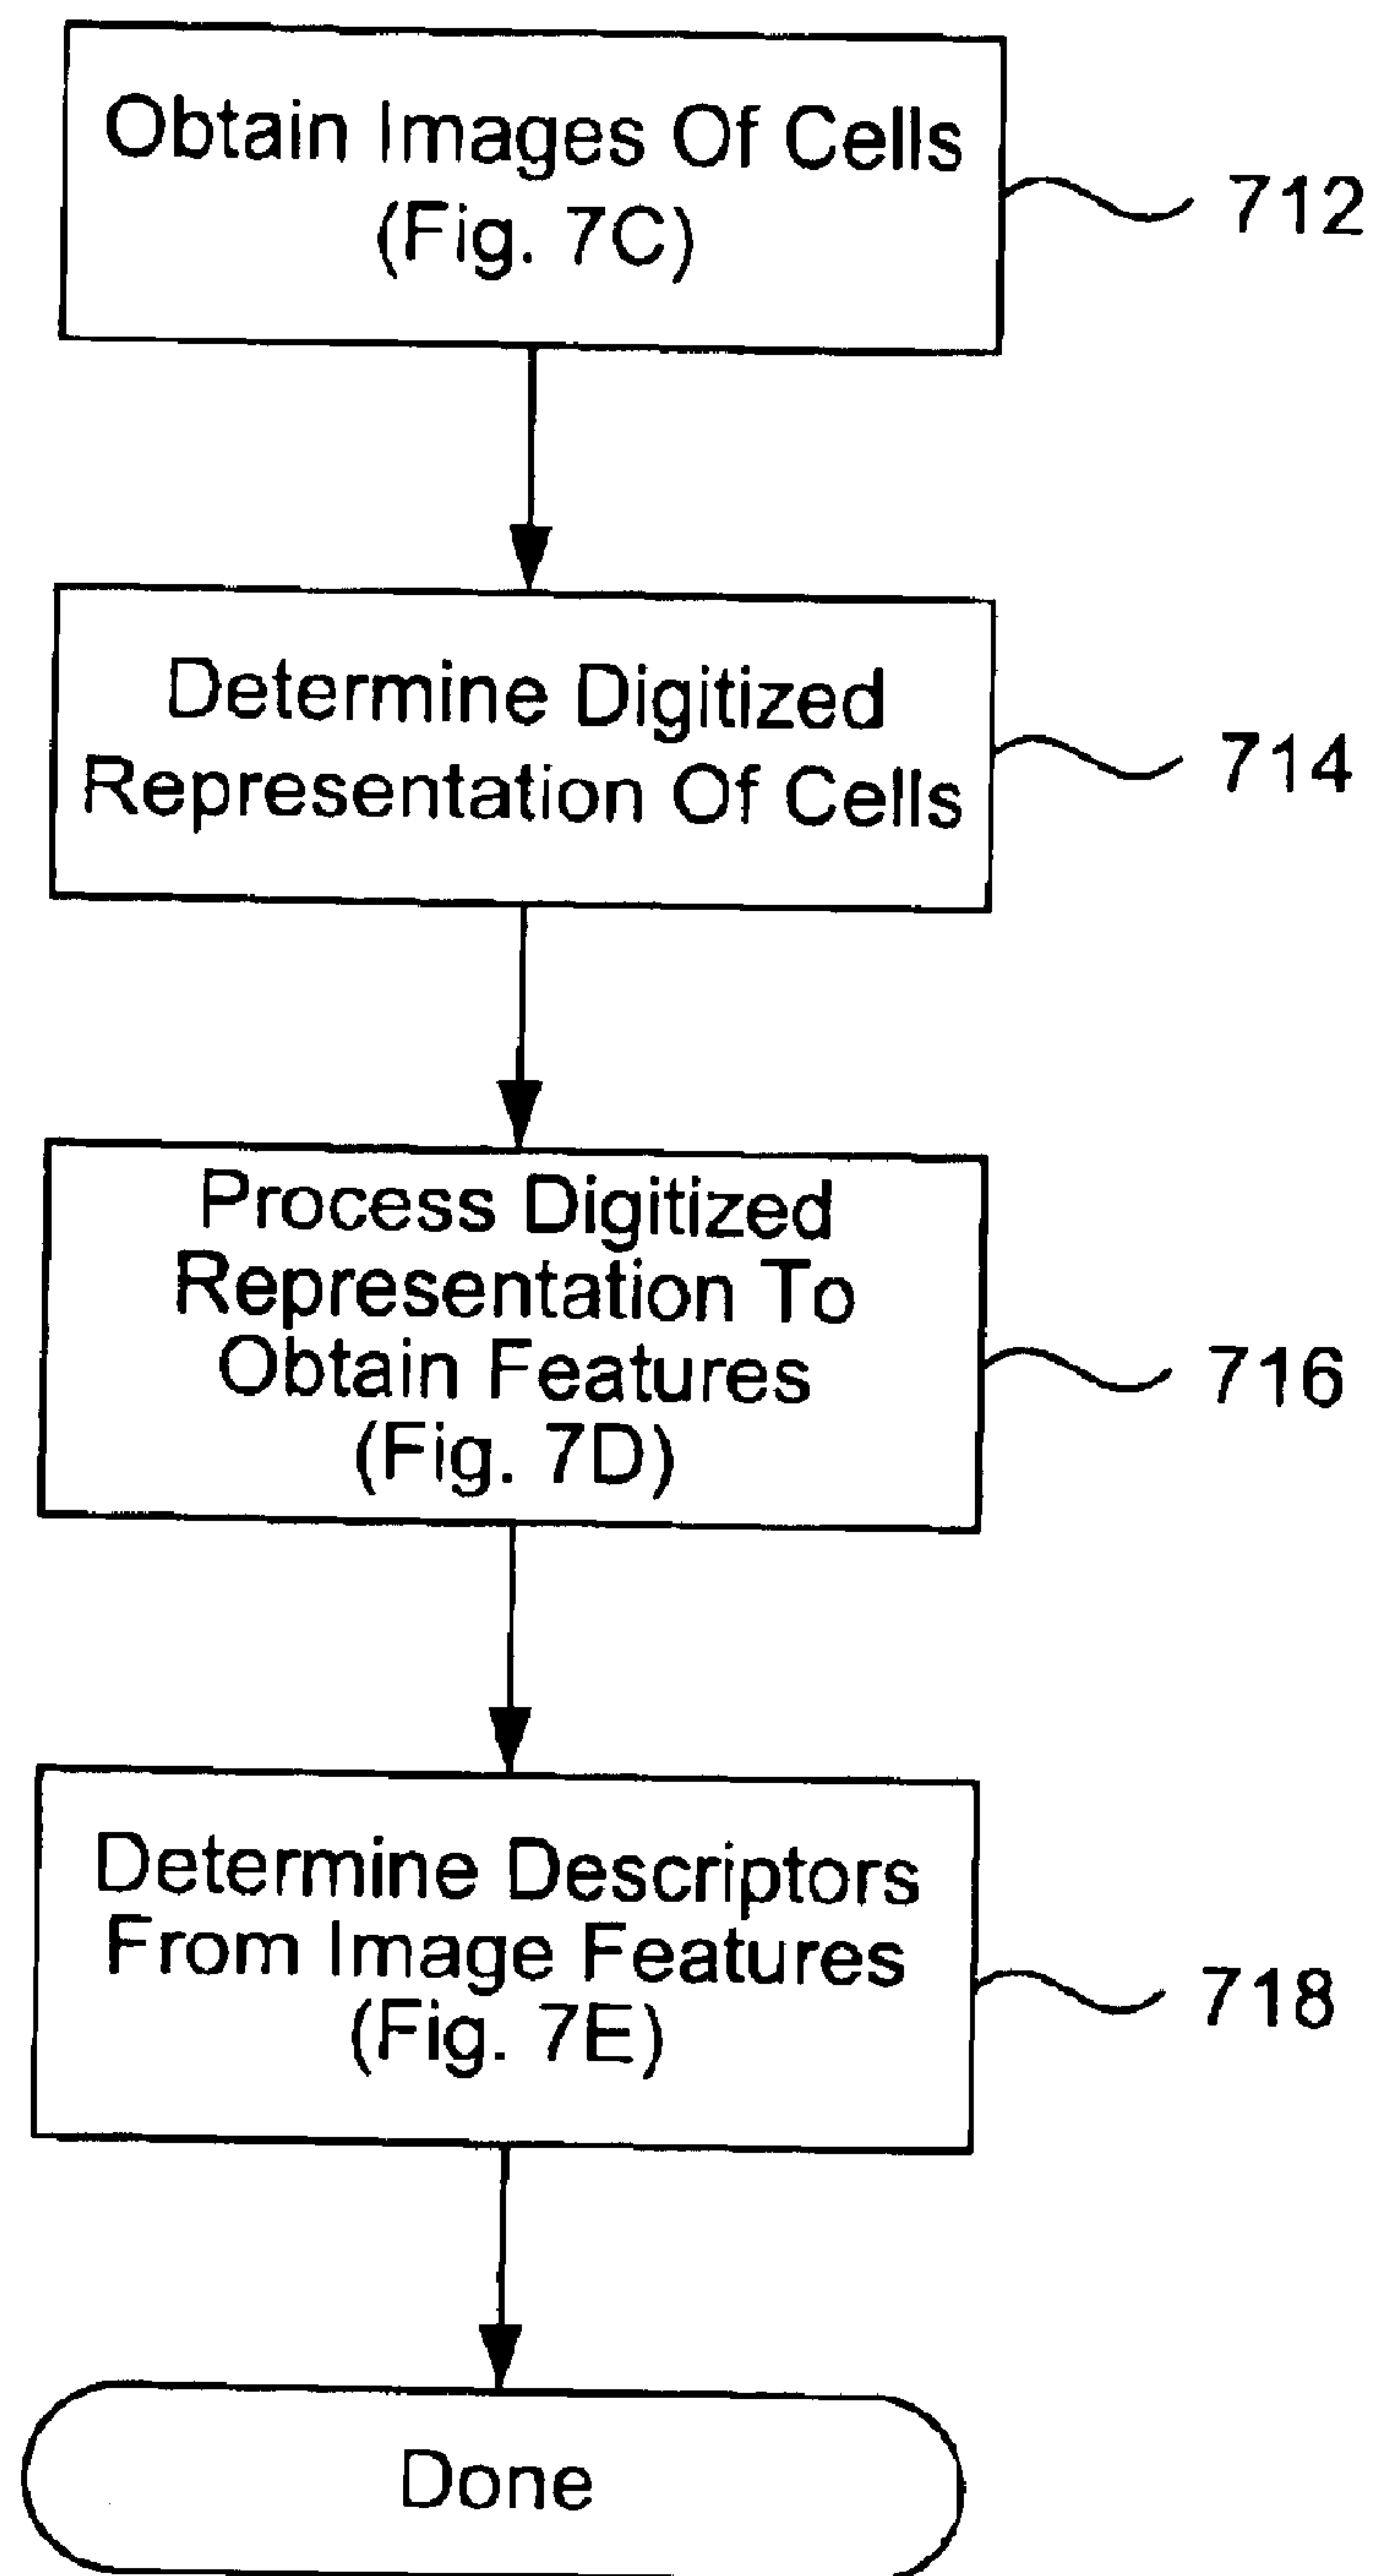 Obtain Images Of Cells
(Fig. 7C)
712
Determine Digitized
Representation Of Cells
714
Process Digitized
Representation To
Obtain Features
(Fig. 7D)
716
Determine Descriptors
From Image Features
(Fig. 7E)
718
Done